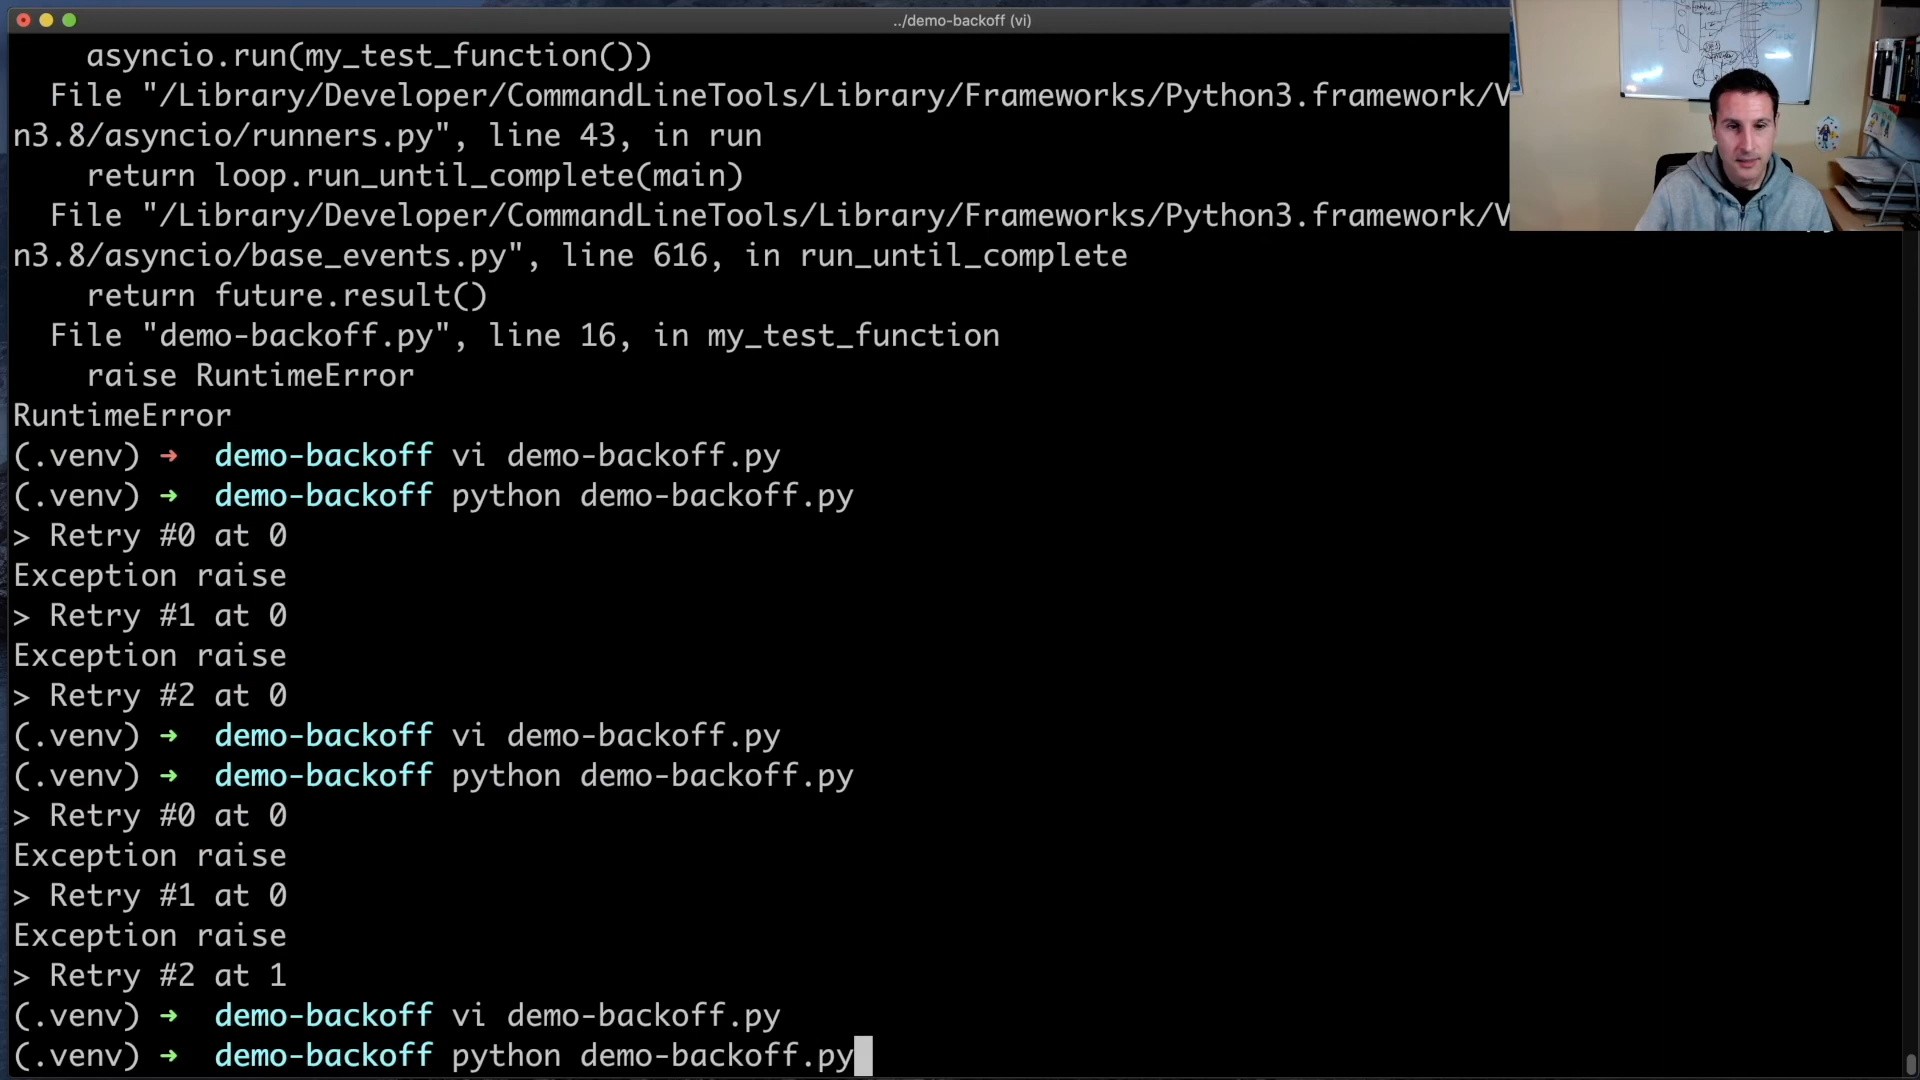 ../demo-backoff (vi)
asyncio.run(my_test_function())
File "/Library/Developer/CommandLineTools/Library/Frameworks/Python3.framework/V
n3.8/asyncio/runners.py", line 43, in run
return loop.run_until_complete(main)
File "/Library/Developer/CommandLineTools/Library/Frameworks/Python3.framework/V
n3.8/asyncio/base_events.py", line 616, in run_until_complete
return future.result()
File "demo-backoff.py", line 16, in my_test_function
raise RuntimeError
RuntimeError
(.venv) ➜ demo-backoff vi demo-backoff.py
(.venv) ➜ demo-backoff python demo-backoff.py
> Retry #0 at 0
Exception raise
> Retry #1 at 0
Exception raise
> Retry #2 at 0
(.venv) ➜ demo-backoff vi demo-backoff.py
(.venv) ➜ demo-backoff python demo-backoff.py
> Retry #0 at 0
Exception raise
> Retry #1 at 0
Exception raise
> Retry #2 at 1
(.venv) ➜ demo-backoff vi demo-backoff.py
(.venv) ➜ demo-backoff python demo-backoff.py